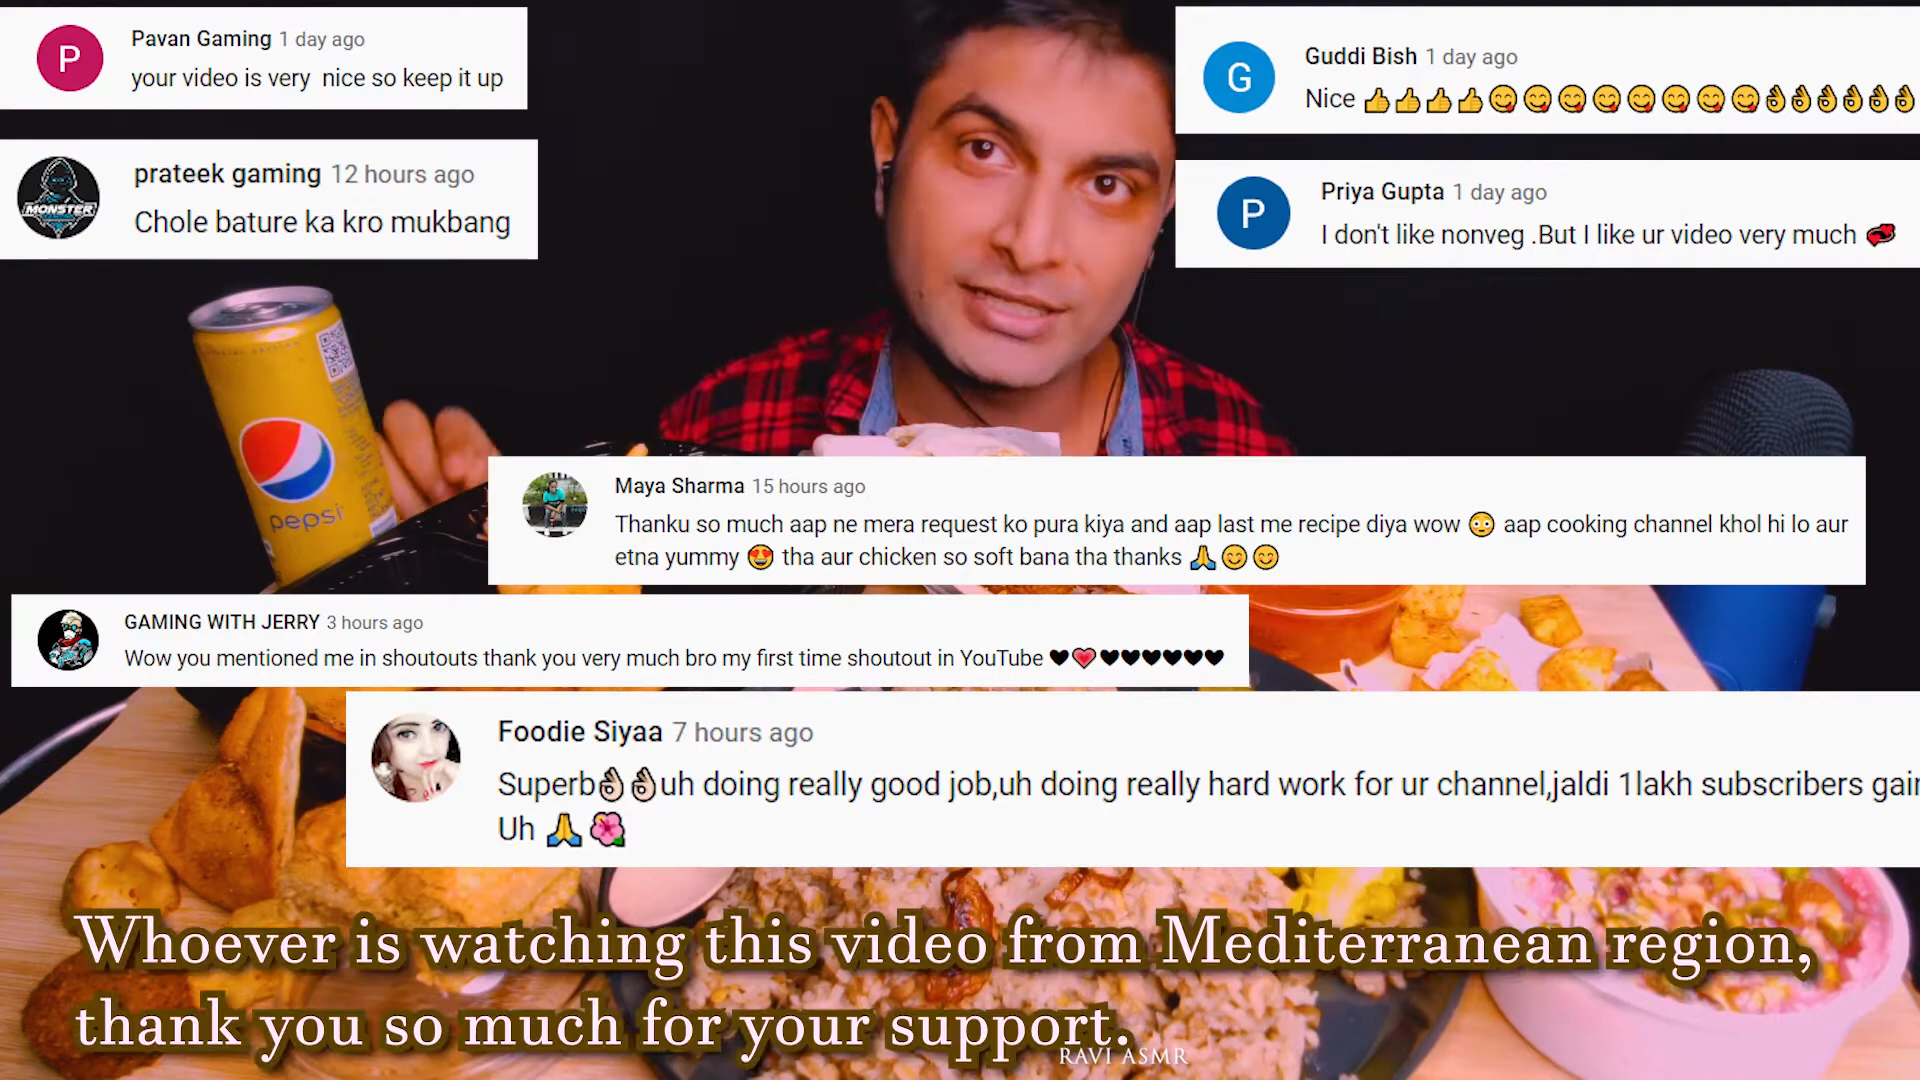 Pavan Gaming 1 day ago
your video is very nice so keep it up
prateek gaming 12 hours ago
Chole bature ka kro mukbang
Guddi Bish 1 day ago
Nice 👍👍👍👍😋😋😋😋😋😋😋😋👌👌👌👌👌👌
Priya Gupta 1 day ago
I don't like nonveg .But I like ur video very much 💞
P
MONSTER
G
P
pepsi
Maya Sharma 15 hours ago
Thanku so much aap ne mera request ko pura kiya and aap last me recipe diya wow 😳 aap cooking channel khol hi lo aur
etna yummy 😍 tha aur chicken so soft bana tha thanks 🙏😊😊
GAMING WITH JERRY 3 hours ago
Wow you mentioned me in shoutouts thank you very much bro my first time shoutout in YouTube ♥💗♥♥♥♥♥♥
Foodie Siyaa 7 hours ago
Superb👌🏻👌🏻uh doing really good job,uh doing really hard work for ur channel,jaldi 1lakh subscribers gain
Uh 🙏🌺
Whoever is watching this video from Mediterranean region,
thank you so much for your support.
RAVI ASMR